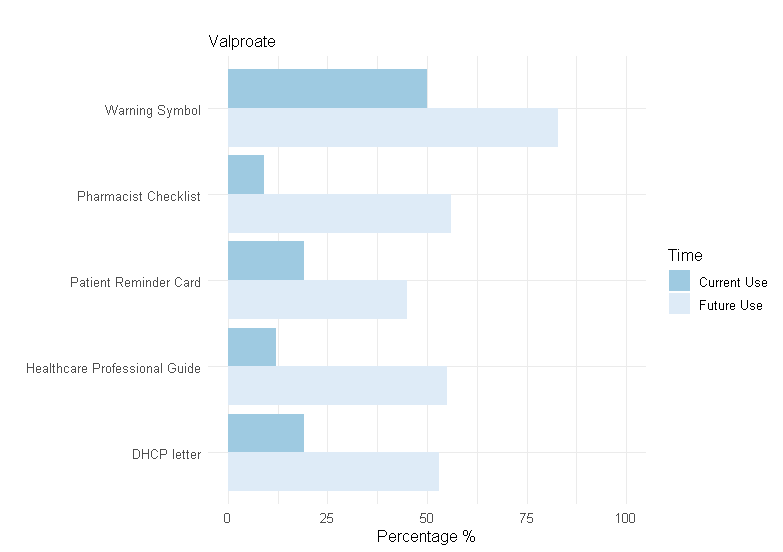 Valproate
Warning Symbol
Pharmacist Checklist
Patient Reminder Card
Healthcare Professional Guide
DHCP letter
0 25 50 75 100
Percentage %
Time
Current Use
Future Use